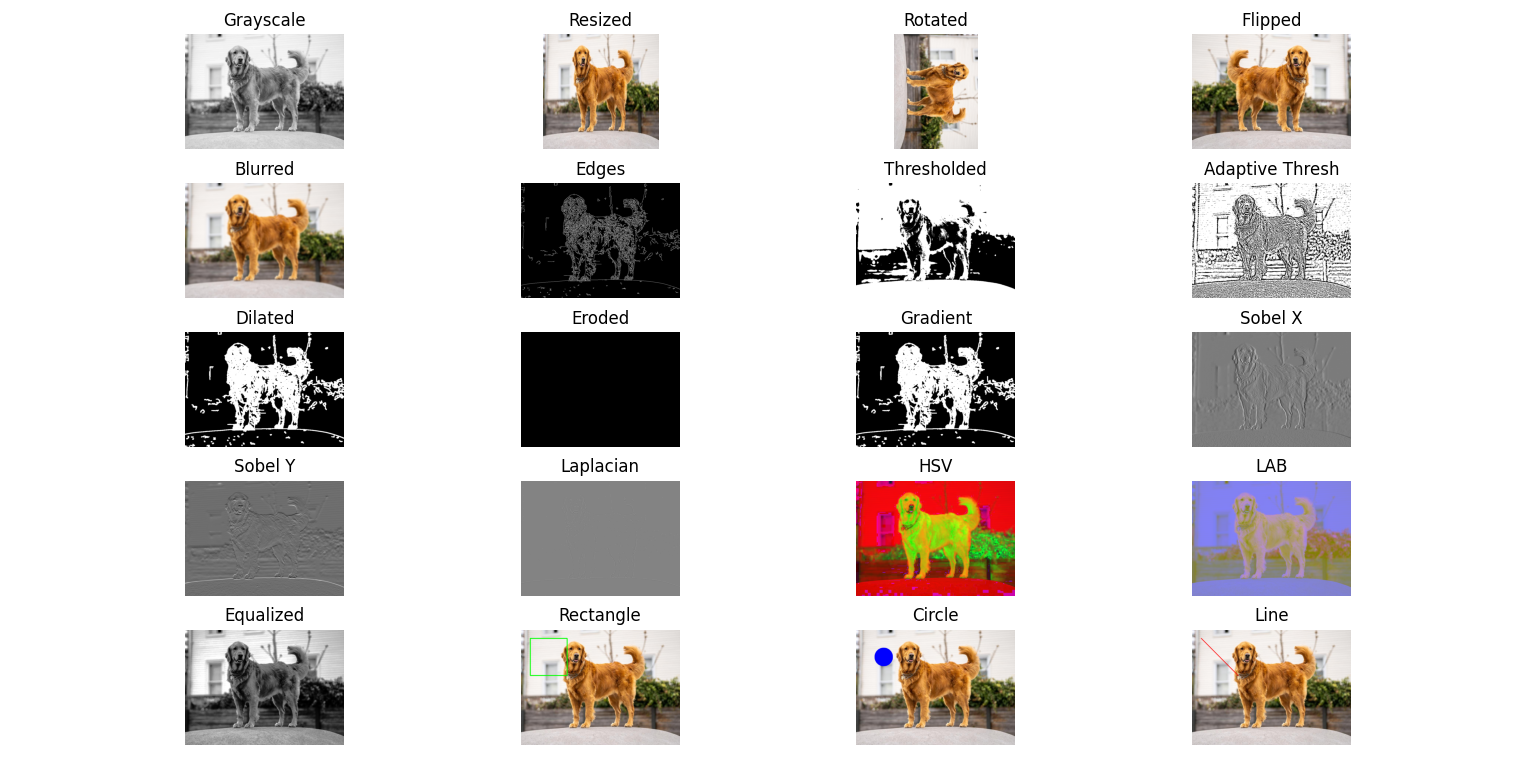 Grayscale
Resized
Rotated
Flipped
Blurred
Edges
Thresholded
Adaptive Thresh
Dilated
Eroded
Gradient
Sobel X
Sobel Y
Laplacian
HSV
LAB
Equalized
Rectangle
Circle
Line